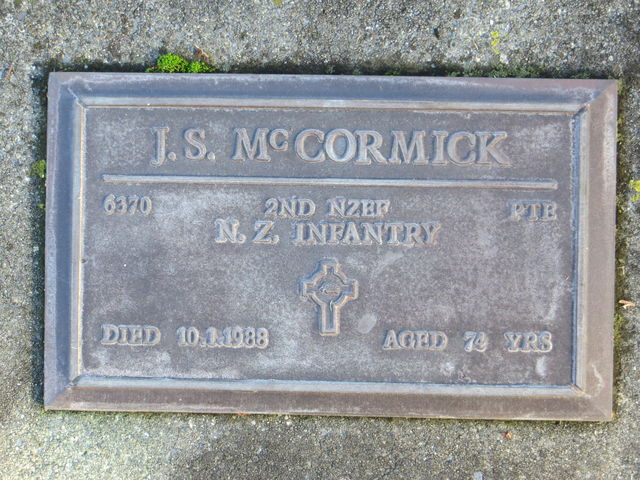 J.S. McCORMICK
6370 2ND NZEF PTE
N.Z. INFANTRY
DIED 10.1.1988 AGED 74 YRS